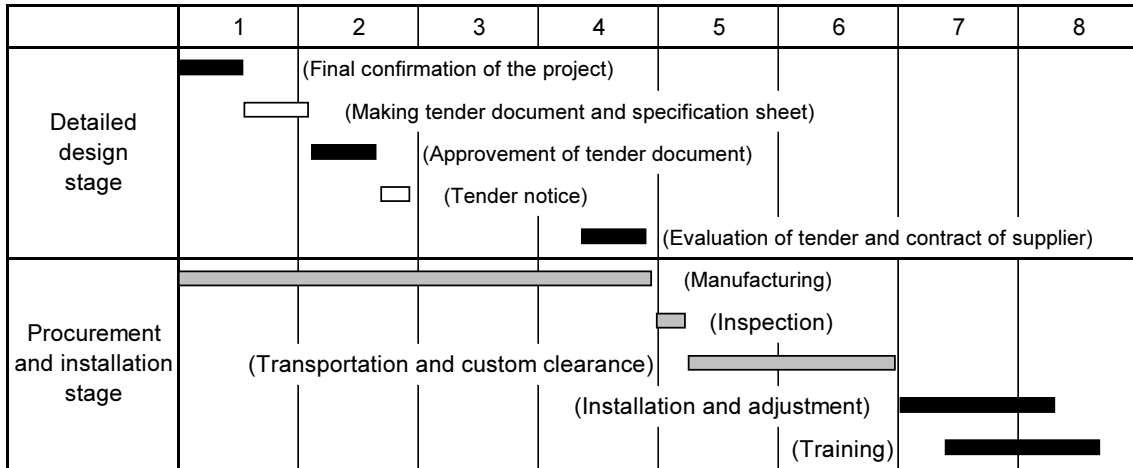 1 2 3 4 5 6 7 8
Detailed
design
stage
(Final confirmation of the project)
(Making tender document and specification sheet)
(Approvement of tender document)
(Tender notice)
(Evaluation of tender and contract of supplier)
Procurement
and installation
stage
(Manufacturing)
(Inspection)
(Transportation and custom clearance)
(Installation and adjustment)
(Training)